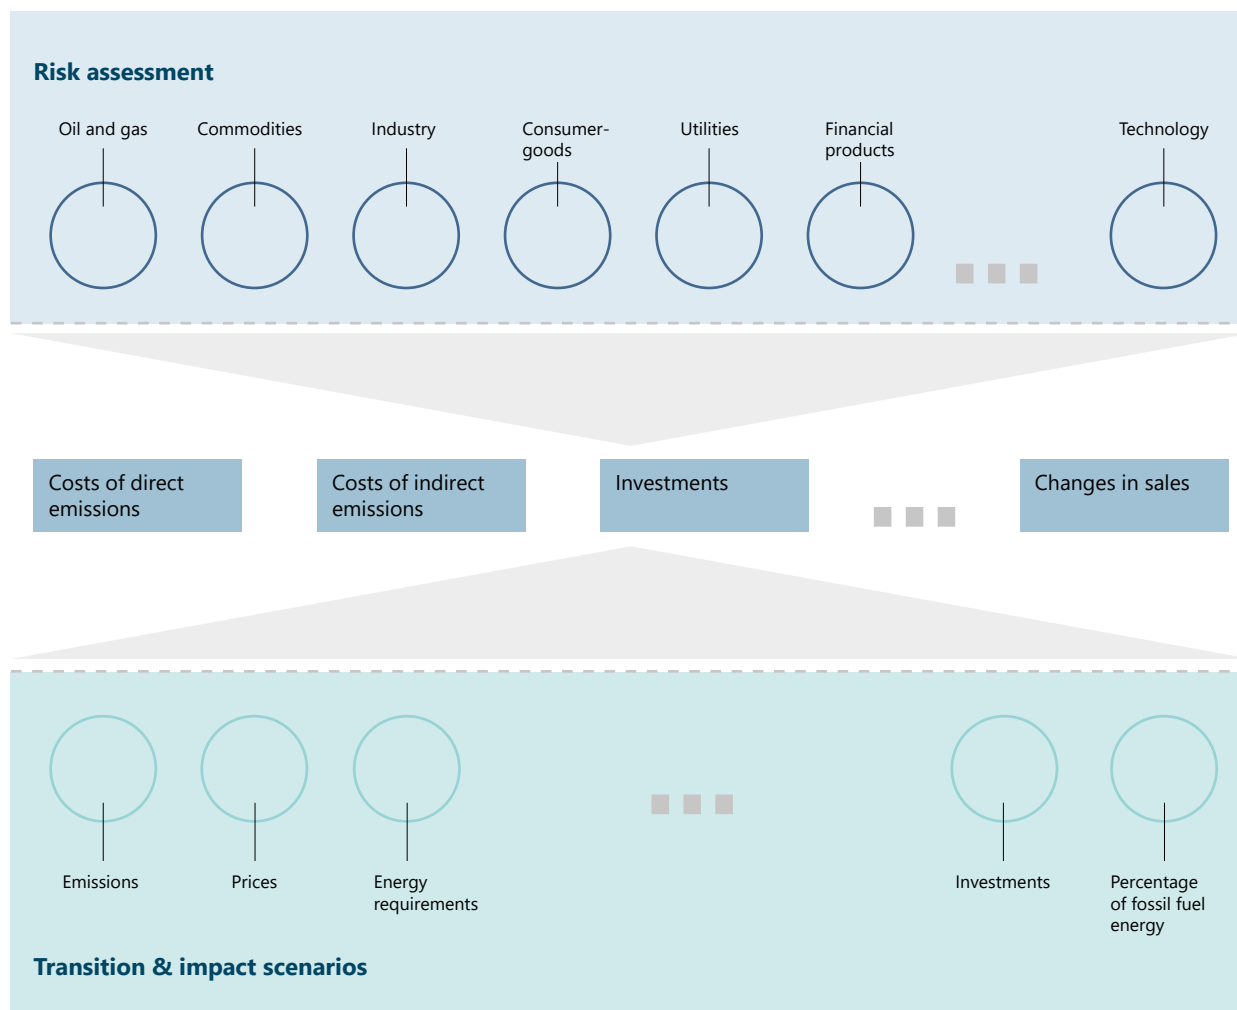 Risk assessment
Oil and gas
Commodities
Industry
Consumer-
goods
Utilities
Financial
products
Technology
Costs of direct
emissions
Costs of indirect
emissions
Investments
Changes in sales
Emissions
Prices
Energy
requirements
Investments
Percentage
of fossil fuel
energy
Transition & impact scenarios